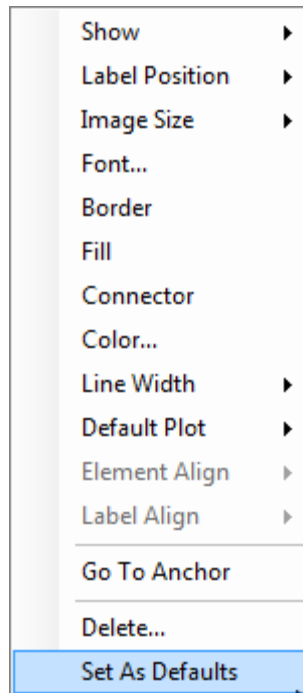 Show
Label Position
Image Size
Font...
Border
Fill
Connector
Color...
Line Width
Default Plot
Element Align
Label Align
Go To Anchor
Delete...
Set As Defaults